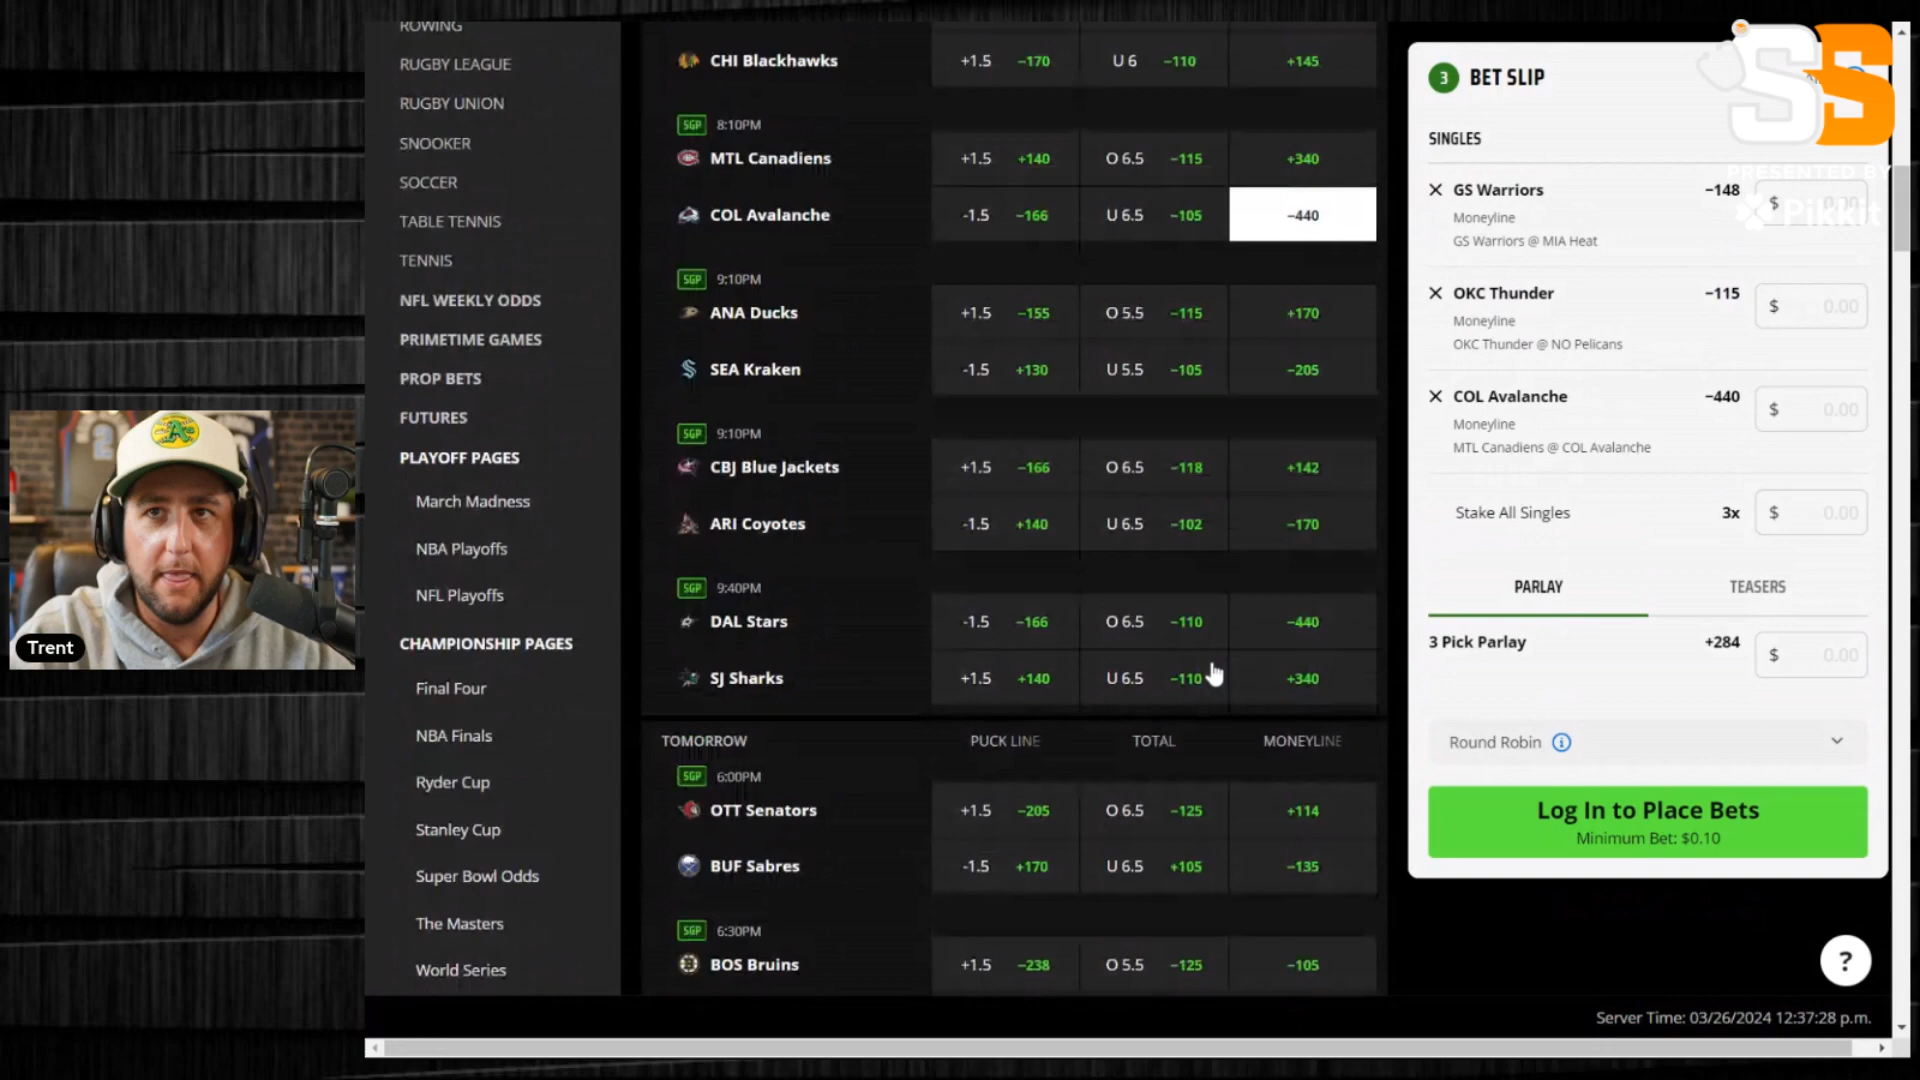 ROWING
RUGBY LEAGUE
RUGBY UNION
SNOOKER
SOCCER
TABLE TENNIS
TENNIS
NFL WEEKLY ODDS
PRIMETIME GAMES
PROP BETS
FUTURES
PLAYOFF PAGES
March Madness
NBA Playoffs
NFL Playoffs
CHAMPIONSHIP PAGES
Final Four
NBA Finals
Ryder Cup
Stanley Cup
Super Bowl Odds
The Masters
World Series
Trent
CHI Blackhawks +1.5 −170 U 6 −110 +145
SGP 8:10PM
MTL Canadiens +1.5 +140 O 6.5 −115 +340
COL Avalanche -1.5 −166 U 6.5 −105 −440
SGP 9:10PM
ANA Ducks +1.5 −155 O 5.5 −115 +170
SEA Kraken -1.5 +130 U 5.5 −105 −205
SGP 9:10PM
CBJ Blue Jackets +1.5 −166 O 6.5 −118 +142
ARI Coyotes -1.5 +140 U 6.5 −102 −170
SGP 9:40PM
DAL Stars -1.5 −166 O 6.5 −110 −440
SJ Sharks +1.5 +140 U 6.5 −110 +340
TOMORROW PUCK LINE TOTAL MONEYLINE
SGP 6:00PM
OTT Senators +1.5 −205 O 6.5 −125 +114
BUF Sabres -1.5 +170 U 6.5 +105 −135
SGP 6:30PM
BOS Bruins +1.5 −238 O 5.5 −125 −105
3 BET SLIP
SINGLES
GS Warriors −148 $ 0.00
Moneyline
GS Warriors @ MIA Heat
OKC Thunder −115 $ 0.00
Moneyline
OKC Thunder @ NO Pelicans
COL Avalanche −440 $ 0.00
Moneyline
MTL Canadiens @ COL Avalanche
Stake All Singles 3x $ 0.00
PARLAY TEASERS
3 Pick Parlay +284 $ 0.00
Round Robin i
Log In to Place Bets
Minimum Bet: $0.10
?
Server Time: 03/26/2024 12:37:28 p.m.
SS
PRESENTED BY
Pikkit
A's